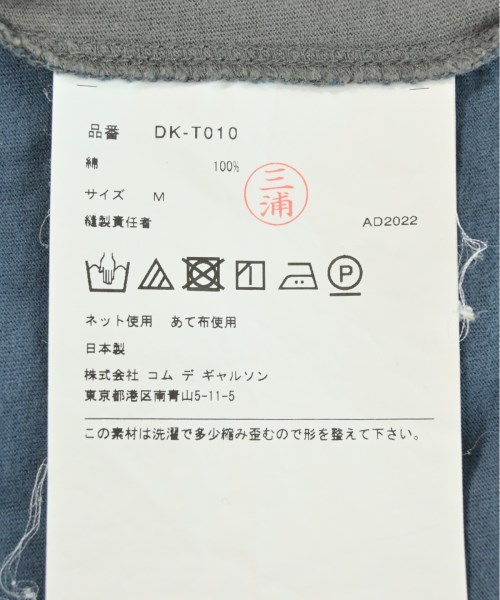 品番 DK-T010
綿 100%
三浦
サイズ M
縫製責任者 AD2022
P
ネット使用 あて布使用
日本製
株式会社 コム デ ギャルソン
東京都港区南青山5-11-5
この素材は洗濯で多少縮み歪むので形を整えて下さい。